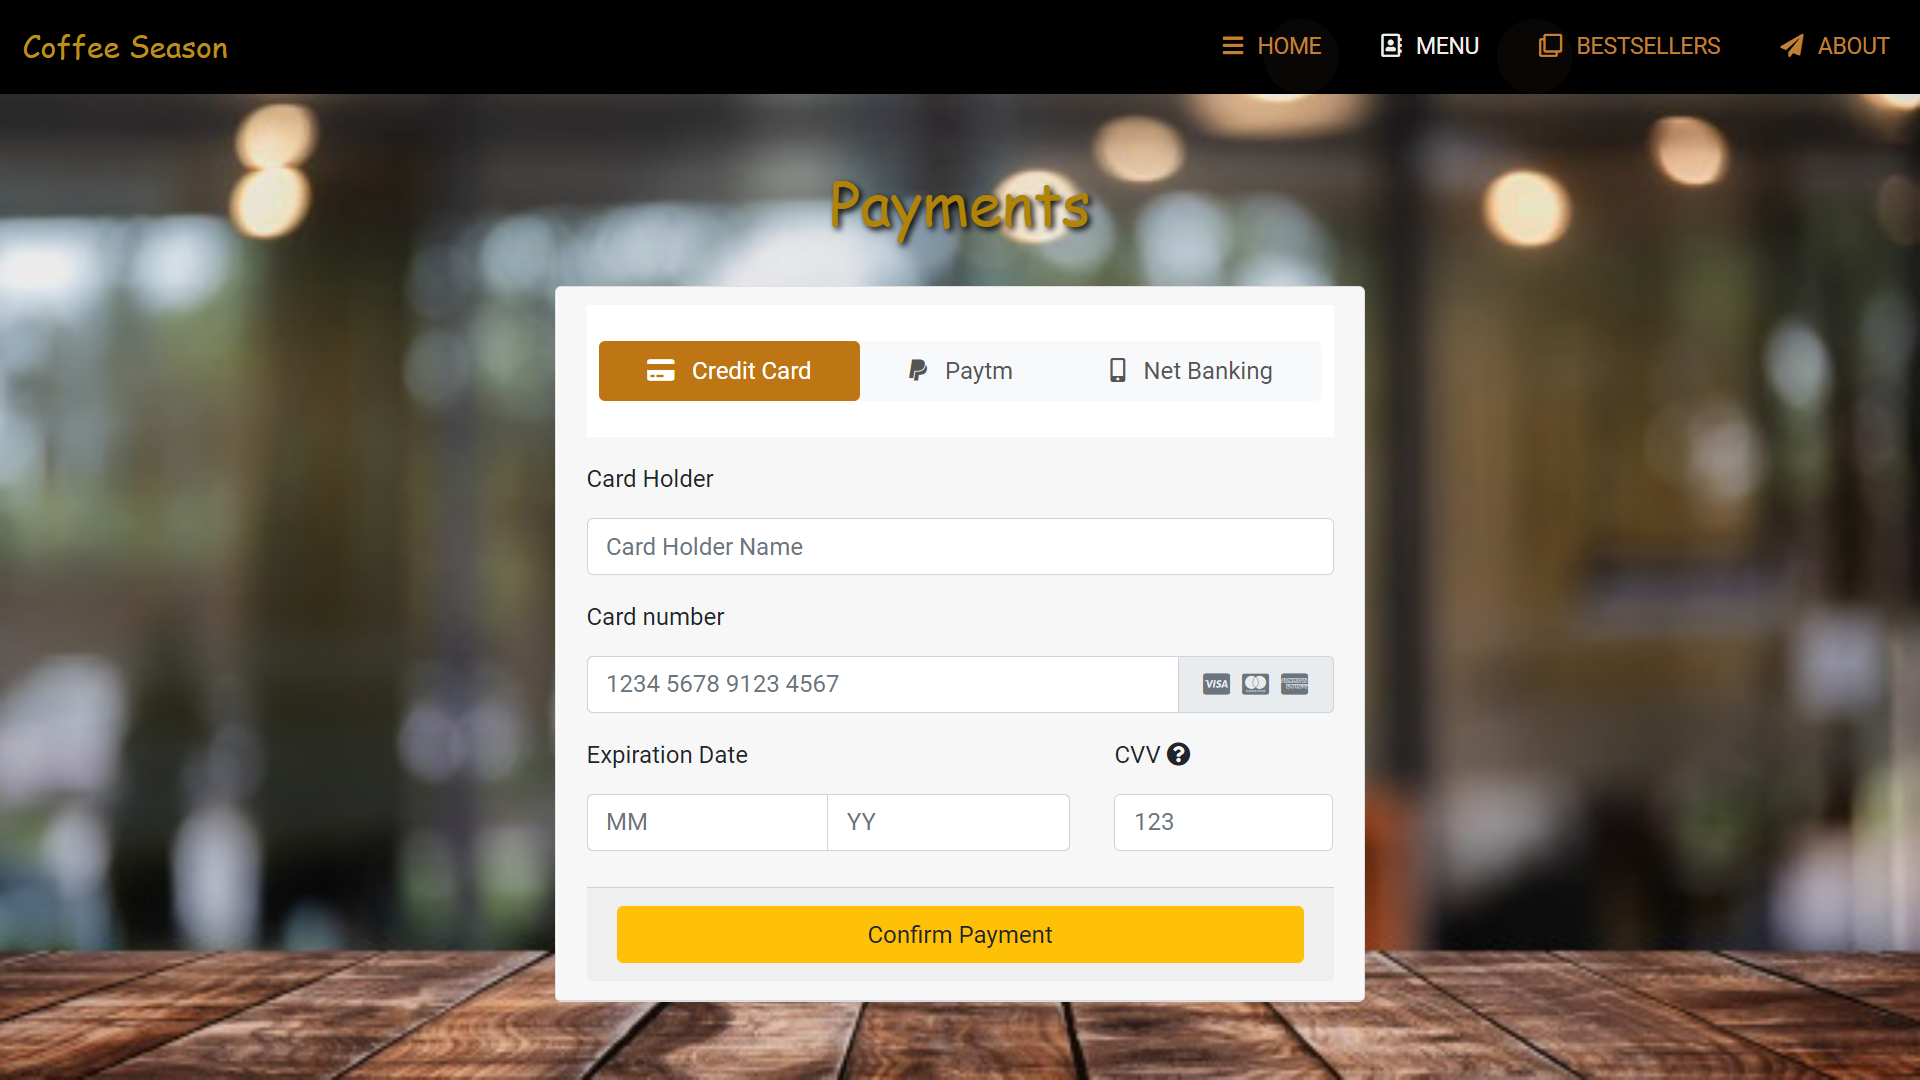 Coffee Season
HOME
MENU
BESTSELLERS
ABOUT
Payments
Credit Card
Paytm
Net Banking
Card Holder
Card Holder Name
Card number
1234 5678 9123 4567
VISA
Expiration Date
CVV
MM
YY
123
Confirm Payment